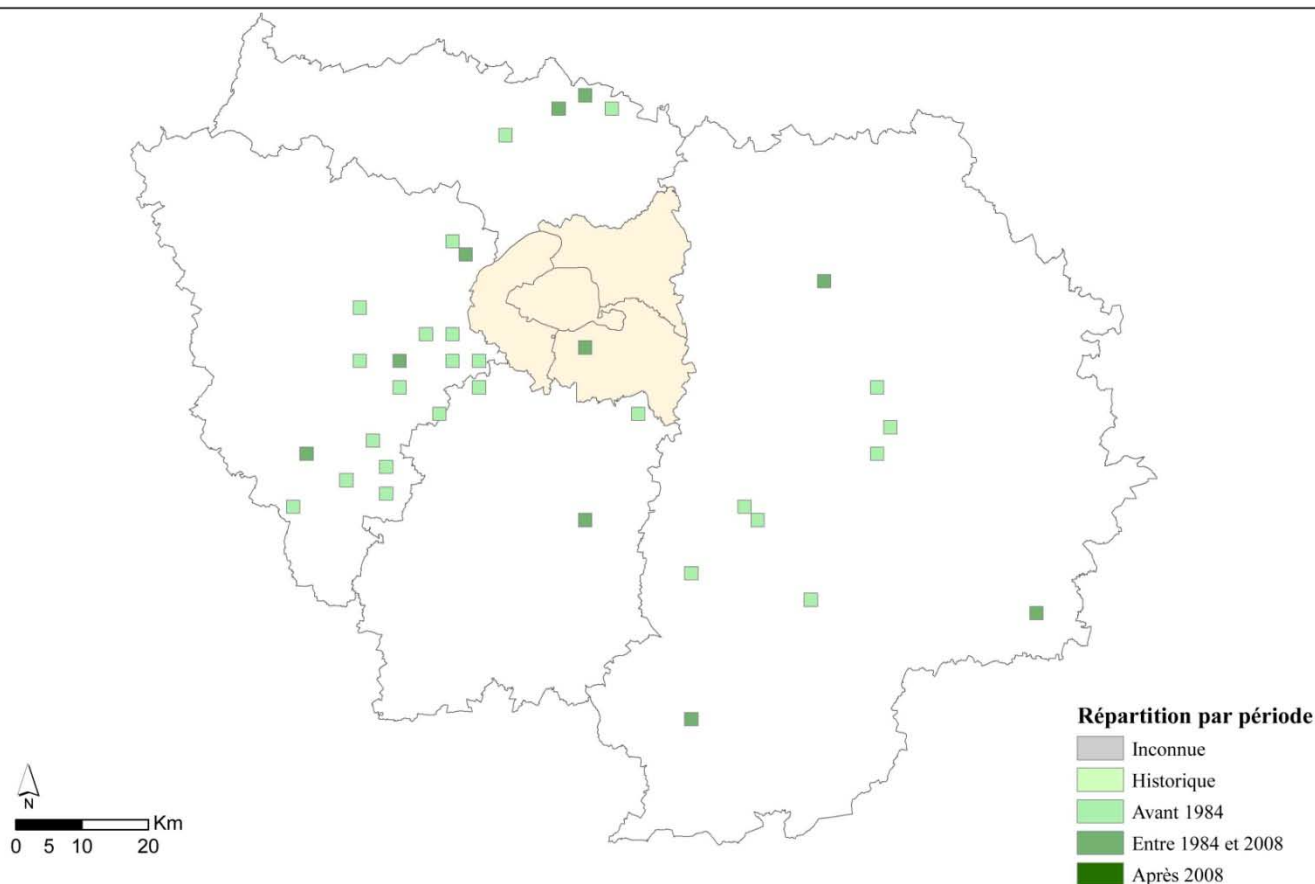 Répartition par période
Inconnue
Historique
Avant 1984
Entre 1984 et 2008
Après 2008
N
Km
0 5 10 20